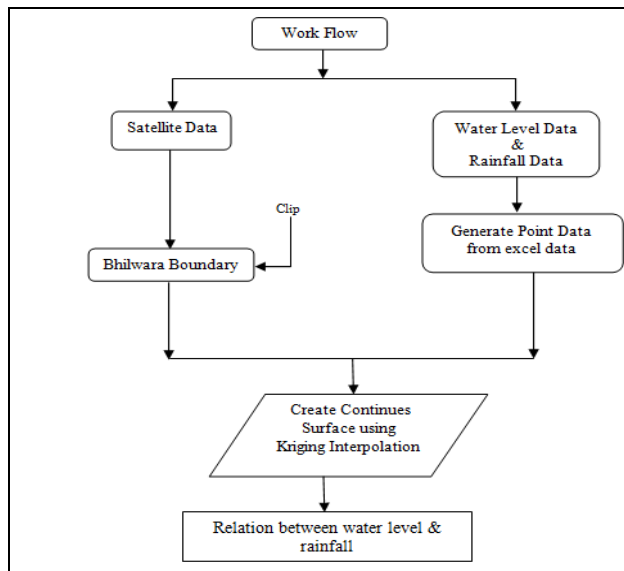 Work Flow
Satellite Data
Water Level Data
&
Rainfall Data
Clip
Generate Point Data
from excel data
Bhilwara Boundary
Create Continues
Surface using
Kriging Interpolation
Relation between water level &
rainfall